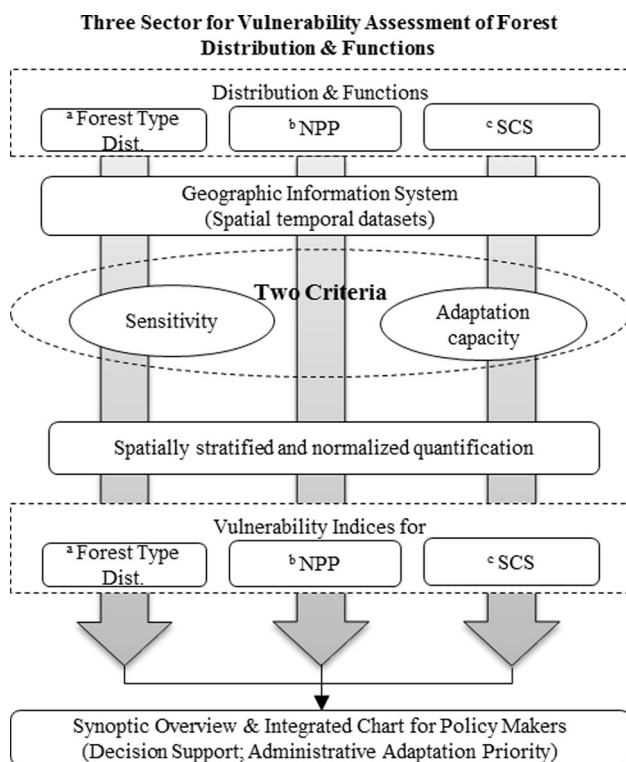 Three Sector for Vulnerability Assessment of Forest
Distribution & Functions
Distribution & Functions
a Forest Type
Dist.
b NPP
c SCS
Geographic Information System
(Spatial temporal datasets)
Two Criteria
Sensitivity
Adaptation
capacity
Spatially stratified and normalized quantification
Vulnerability Indices for
a Forest Type
Dist.
b NPP
c SCS
Synoptic Overview & Integrated Chart for Policy Makers
(Decision Support; Administrative Adaptation Priority)